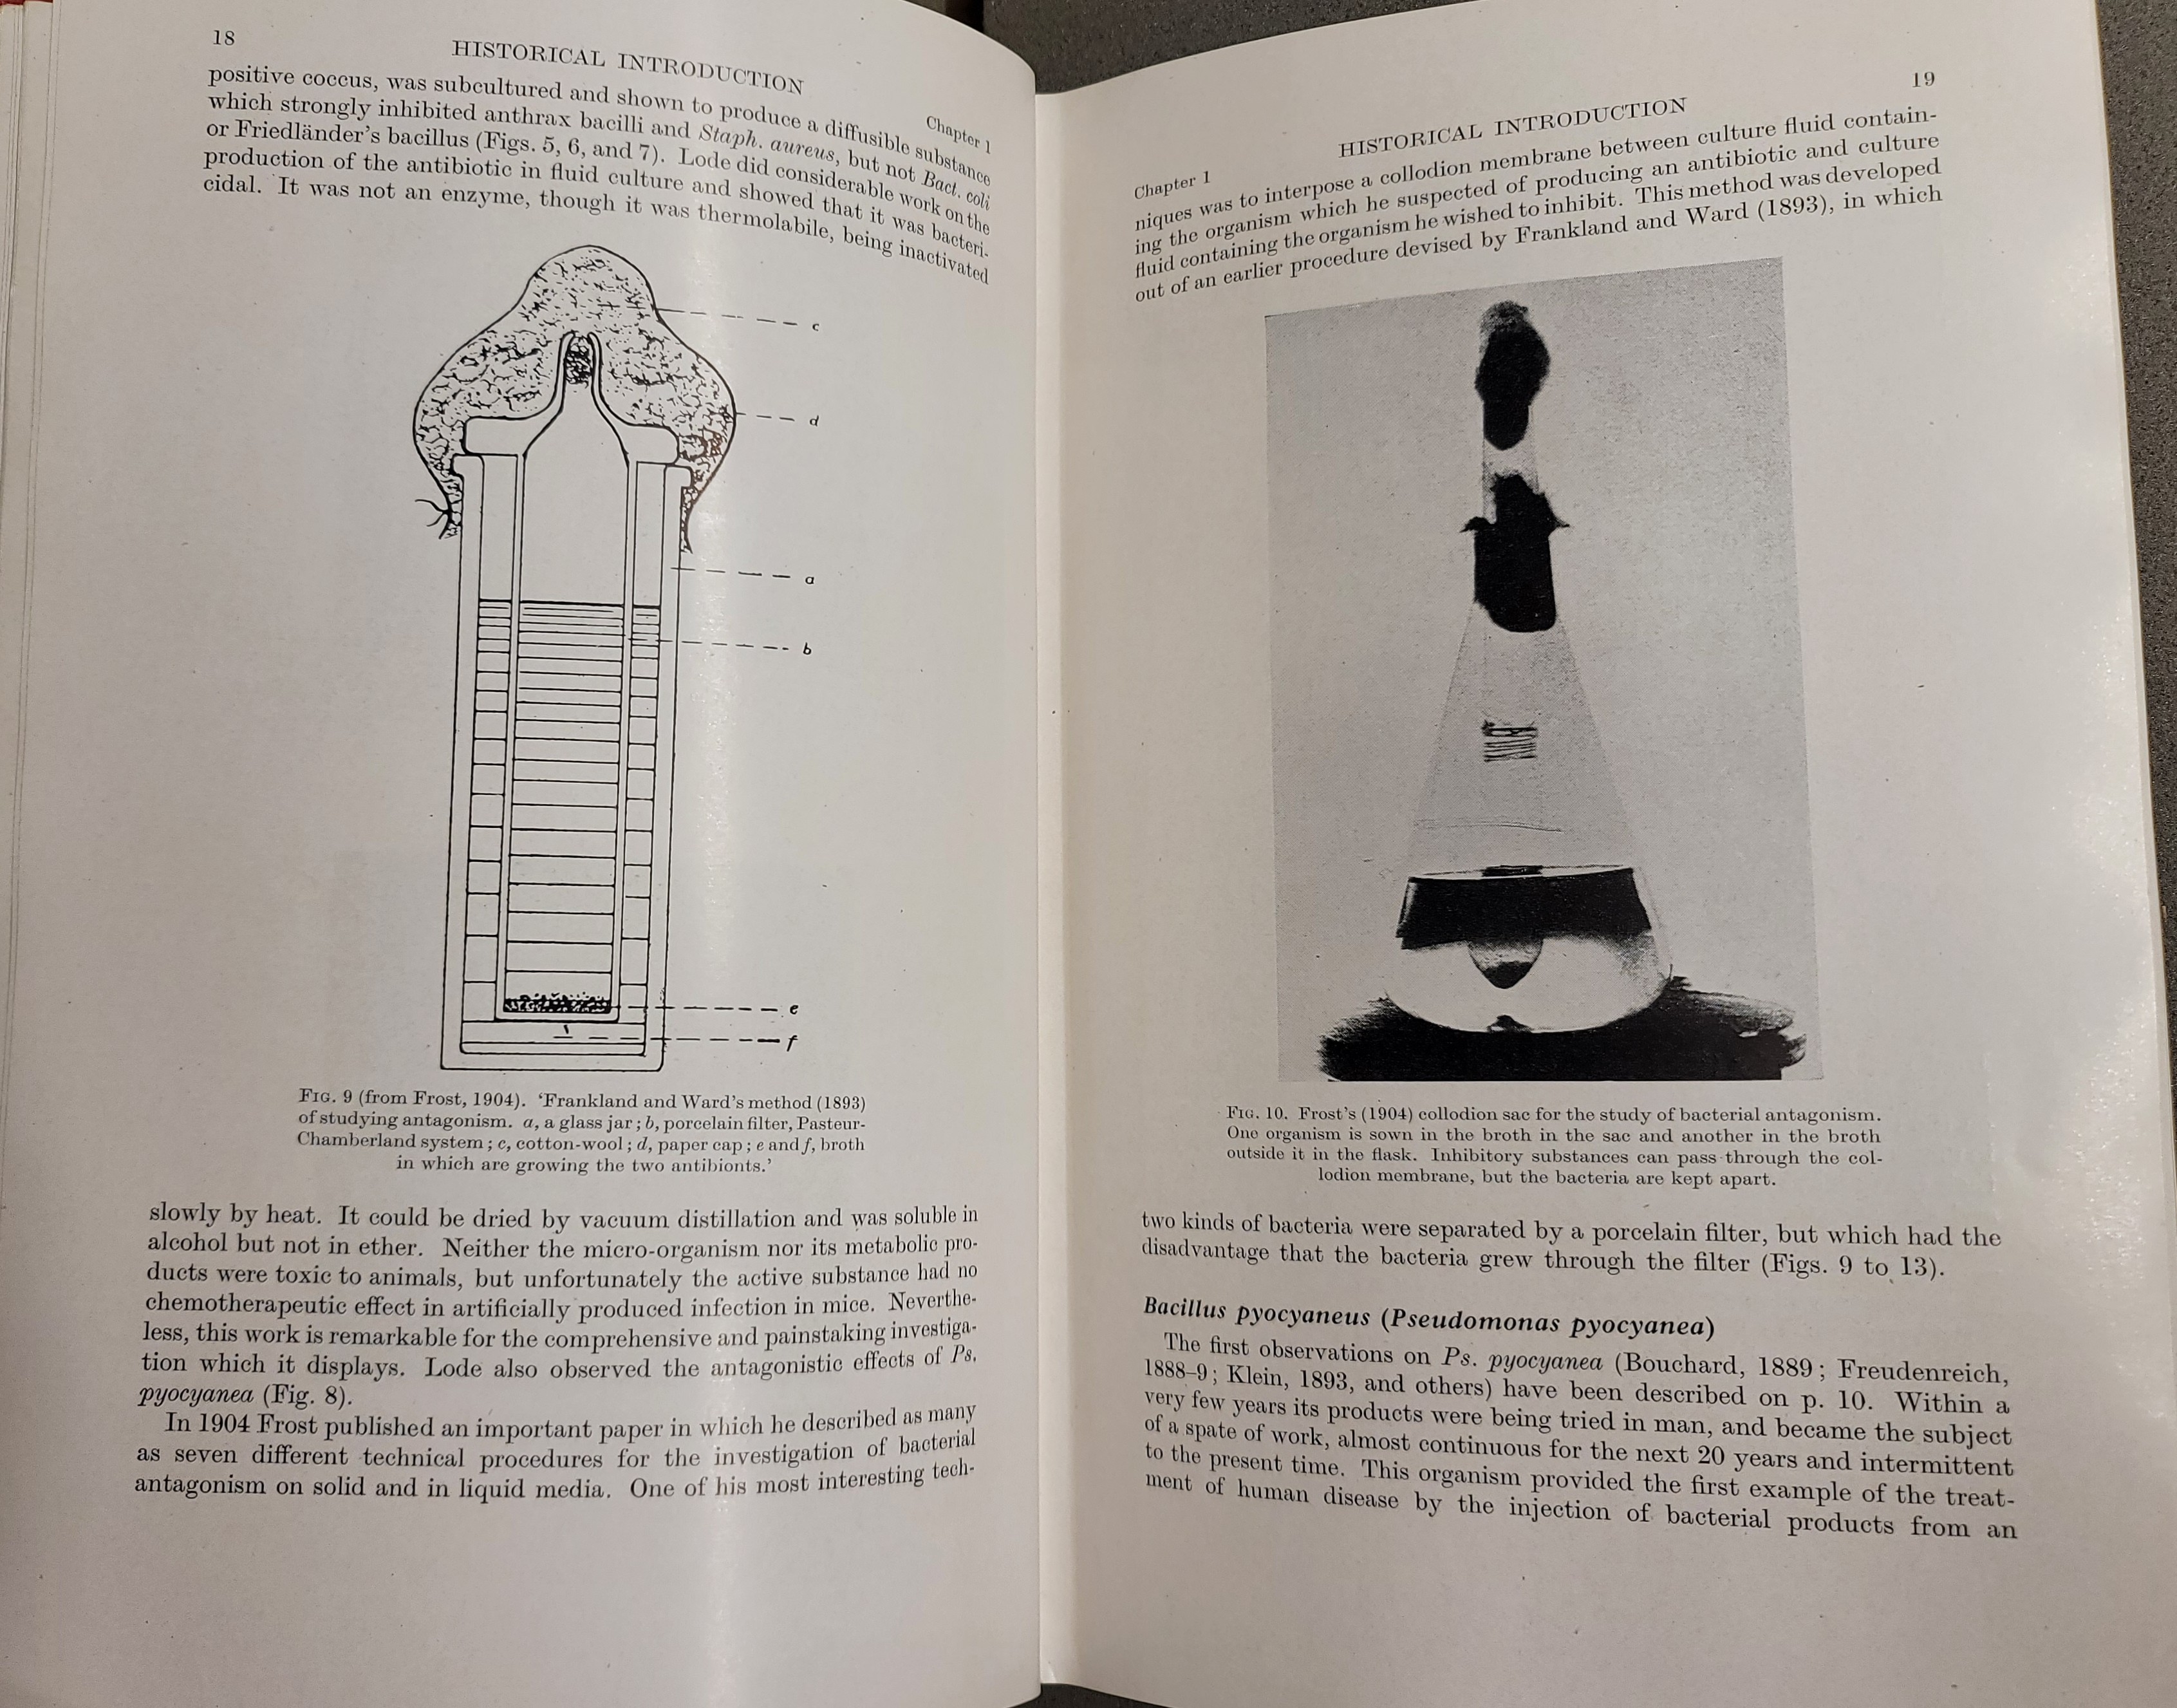 18
HISTORICAL INTRODUCTION
Chapter 1
positive coccus, was subcultured and shown to produce a diffusible substance
which strongly inhibited anthrax bacilli and Staph. aureus, but not Bact. coli
or Friedländer's bacillus (Figs. 5, 6, and 7). Lode did considerable work on the
production of the antibiotic in fluid culture and showed that it was bacteri-
cidal. It was not an enzyme, though it was thermolabile, being inactivated
c
d
a
b
e
f
FIG. 9 (from Frost, 1904). 'Frankland and Ward's method (1893)
of studying antagonism. a, a glass jar; b, porcelain filter, Pasteur-
Chamberland system; c, cotton-wool; d, paper cap; e and f, broth
in which are growing the two antibionts.'
slowly by heat. It could be dried by vacuum distillation and was soluble in
alcohol but not in ether. Neither the micro-organism nor its metabolic pro-
ducts were toxic to animals, but unfortunately the active substance had no
chemotherapeutic effect in artificially produced infection in mice. Neverthe-
less, this work is remarkable for the comprehensive and painstaking investiga-
tion which it displays. Lode also observed the antagonistic effects of Ps.
pyocyanea (Fig. 8).
In 1904 Frost published an important paper in which he described as many
as seven different technical procedures for the investigation of bacterial
antagonism on solid and in liquid media. One of his most interesting tech-
19
HISTORICAL INTRODUCTION
Chapter 1
niques was to interpose a collodion membrane between culture fluid contain-
ing the organism which he suspected of producing an antibiotic and culture
fluid containing the organism he wished to inhibit. This method was developed
out of an earlier procedure devised by Frankland and Ward (1893), in which
FIG. 10. Frost's (1904) collodion sac for the study of bacterial antagonism.
One organism is sown in the broth in the sac and another in the broth
outside it in the flask. Inhibitory substances can pass through the col-
lodion membrane, but the bacteria are kept apart.
two kinds of bacteria were separated by a porcelain filter, but which had the
disadvantage that the bacteria grew through the filter (Figs. 9 to 13).
Bacillus pyocyaneus (Pseudomonas pyocyanea)
The first observations on Ps. pyocyanea (Bouchard, 1889; Freudenreich,
1888–9; Klein, 1893, and others) have been described on p. 10. Within a
very few years its products were being tried in man, and became the subject
of a spate of work, almost continuous for the next 20 years and intermittent
to the present time. This organism provided the first example of the treat-
ment of human disease by the injection of bacterial products from an